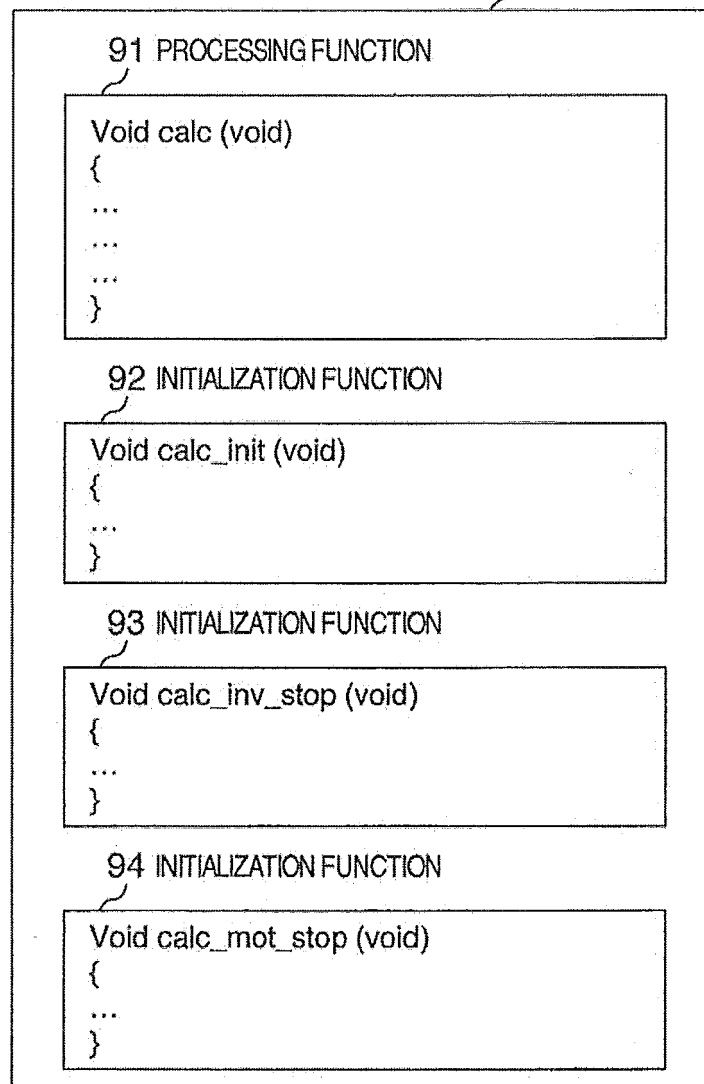 91 PROCESSING FUNCTION
Void calc (void)
{
...
...
...
}
92 INITIALIZATION FUNCTION
Void calc_init (void)
{
...
}
93 INITIALIZATION FUNCTION
Void calc_inv_stop (void)
{
...
}
94 INITIALIZATION FUNCTION
Void calc_mot_stop (void)
{
...
}